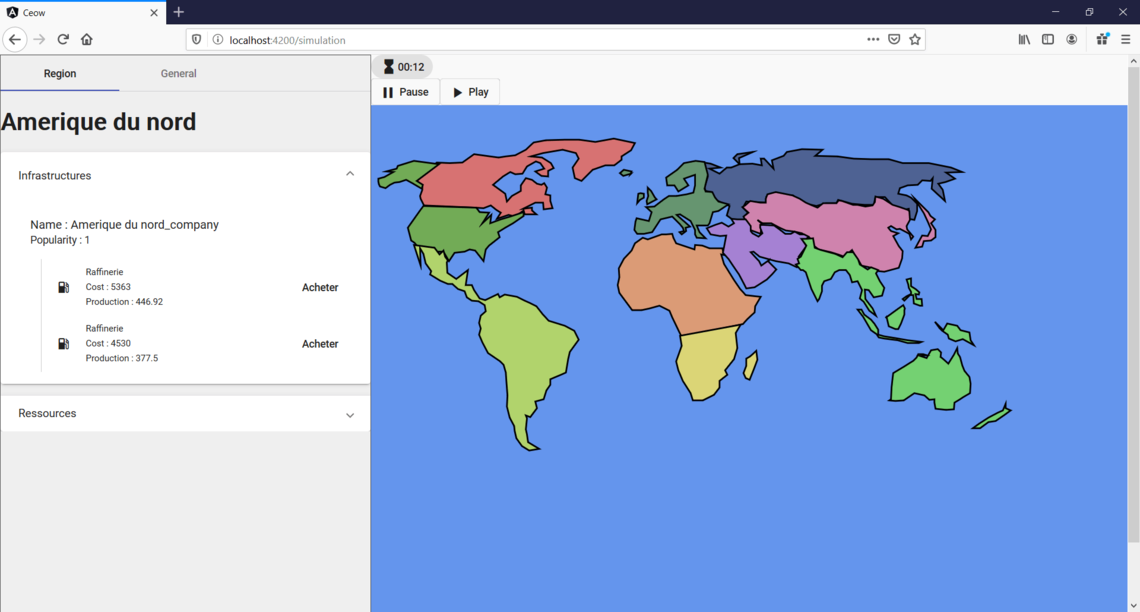 Ceow
localhost:4200/simulation
Region
General
00:12
Pause
Play
Amerique du nord
Infrastructures
Name : Amerique du nord_company
Popularity : 1
Raffinerie
Cost : 5363
Acheter
Production : 446.92
Raffinerie
Cost : 4530
Acheter
Production : 377.5
Ressources